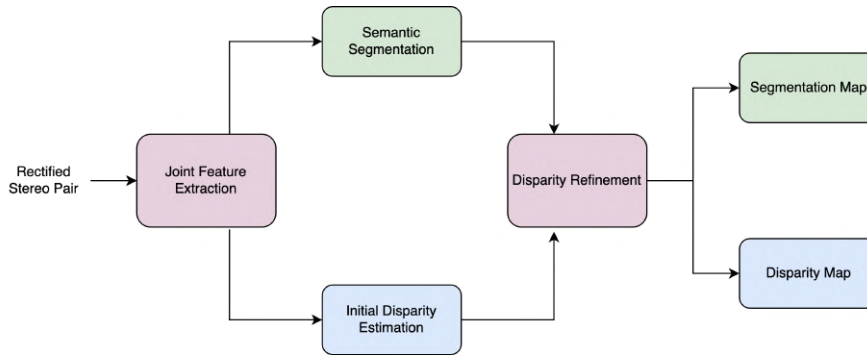 Semantic
Segmentation
Segmentation Map
Rectified
Stereo Pair
Joint Feature
Extraction
Disparity Refinement
Initial Disparity
Estimation
Disparity Map